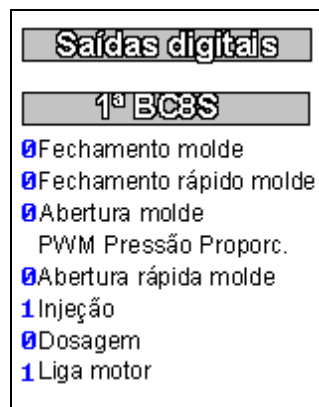 Saídas digitais
1ª BC8S
0Fechamento molde
0Fechamento rápido molde
0Abertura molde
PWM Pressão Proporc.
0Abertura rápida molde
1Injeção
0Dosagem
1Liga motor